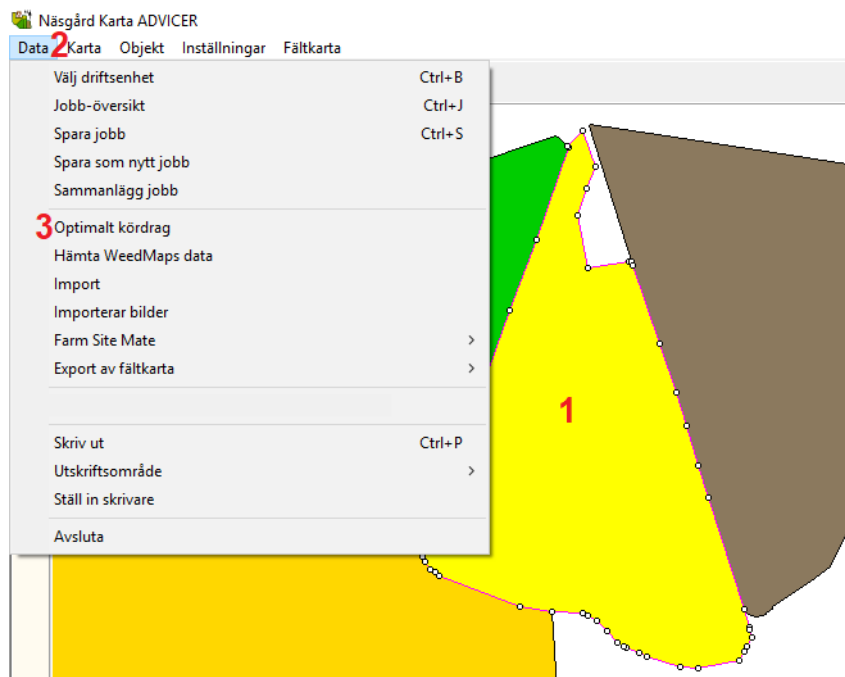 Näsgård Karta ADVICER
Data 2 Karta Objekt Inställningar Fältkarta
Välj driftsenhet Ctrl+B
Jobb-översikt Ctrl+J
Spara jobb Ctrl+S
Spara som nytt jobb
Sammanlägg jobb
3 Optimalt kördrag
Hämta WeedMaps data
Import
Importerar bilder
Farm Site Mate
Export av fältkarta
1
Skriv ut Ctrl+P
Utskriftsområde
Ställ in skrivare
Avsluta